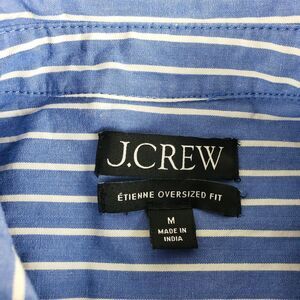 J.CREW
ÉTIENNE OVERSIZED FIT
M
MADE IN
INDIA